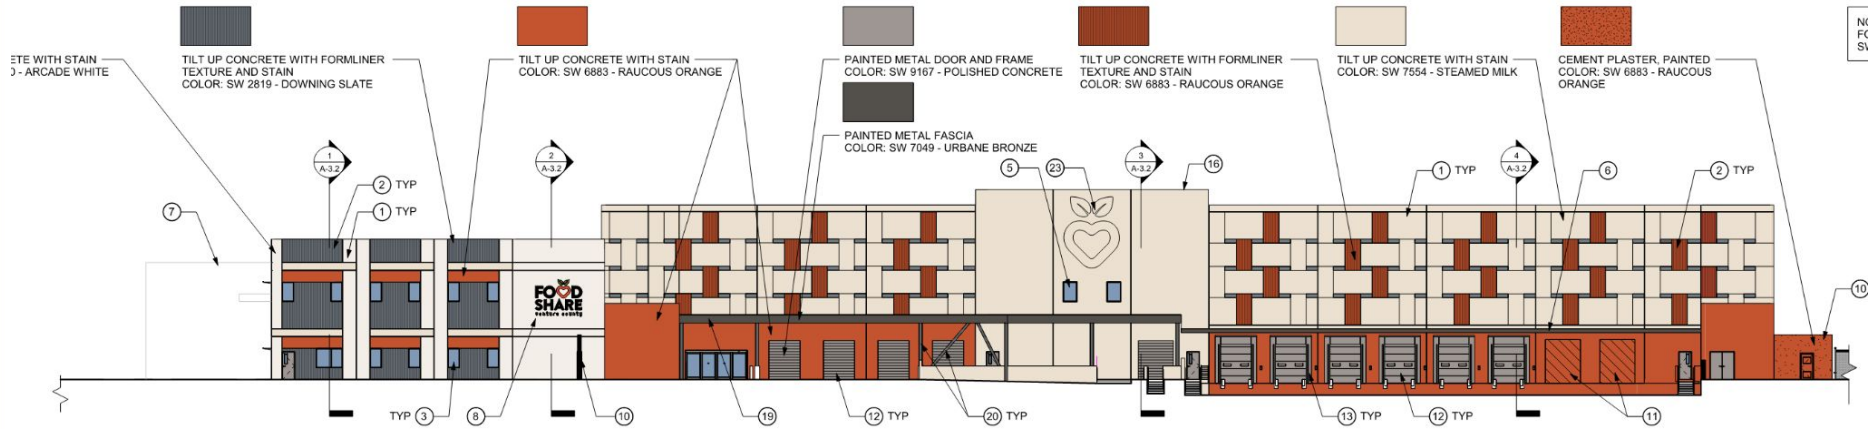 ETE WITH STAIN
- ARCADE WHITE
TILT UP CONCRETE WITH FORMLINER
TEXTURE AND STAIN
COLOR: SW 2819 - DOWNING SLATE
TILT UP CONCRETE WITH STAIN
COLOR: SW 6883 - RAUCOUS ORANGE
PAINTED METAL DOOR AND FRAME
COLOR: SW 9167 - POLISHED CONCRETE
PAINTED METAL FASCIA
COLOR: SW 7049 - URBANE BRONZE
TILT UP CONCRETE WITH FORMLINER
TEXTURE AND STAIN
COLOR: SW 6883 - RAUCOUS ORANGE
TILT UP CONCRETE WITH STAIN
COLOR: SW 7554 - STEAMED MILK
CEMENT PLASTER, PAINTED
COLOR: SW 6883 - RAUCOUS
ORANGE
NO
FO
SW
1
A-3.2
2
A-3.2
3
A-3.2
4
A-3.2
7
2 TYP
1 TYP
5
23
16
1 TYP
6
2 TYP
10
FOOD
SHARE
ventura county
TYP 3
8
10
19
12 TYP
20 TYP
13 TYP
12 TYP
11